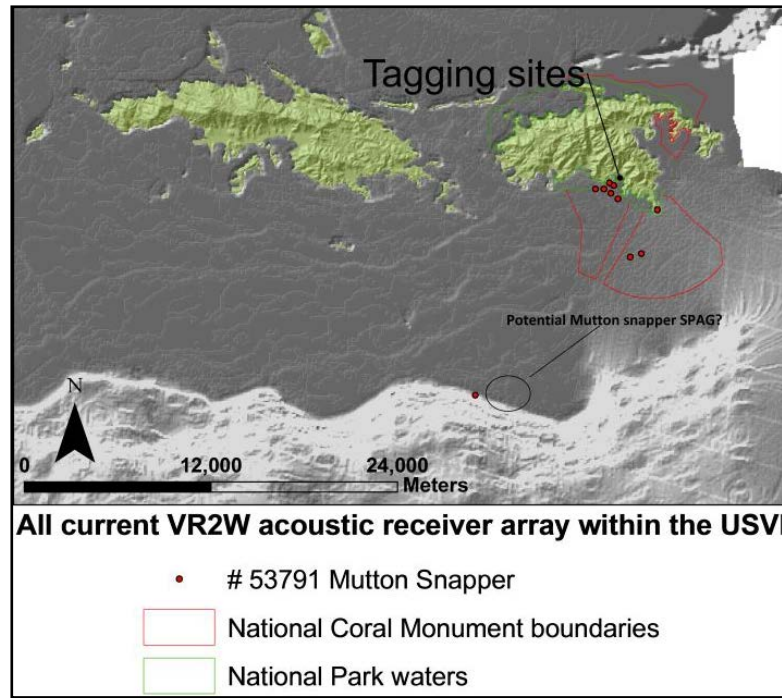 Tagging sites
Potential Mutton snapper SPAG?
N
0 12,000 24,000
Meters
All current VR2W acoustic receiver array within the USVI
# 53791 Mutton Snapper
National Coral Monument boundaries
National Park waters